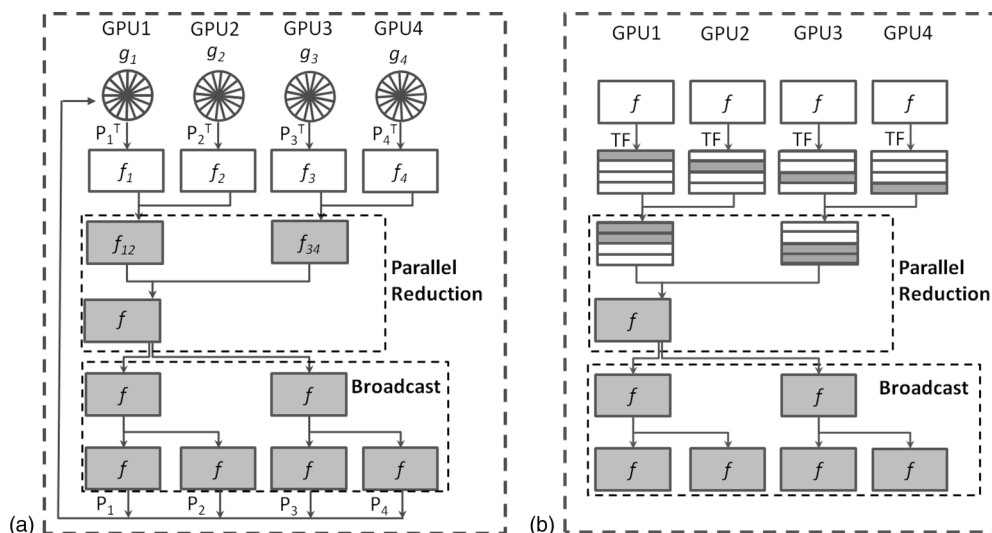 GPU1 GPU2 GPU3 GPU4
g1 g2 g3 g4
P1T P2T P3T P4T
f1 f2 f3 f4
f12 f34
Parallel
Reduction
f
Broadcast
f f
f f f f
P1 P2 P3 P4
(a)
GPU1 GPU2 GPU3 GPU4
f f f f
TF TF TF TF
Parallel
Reduction
f
Broadcast
f f
f f f f
(b)